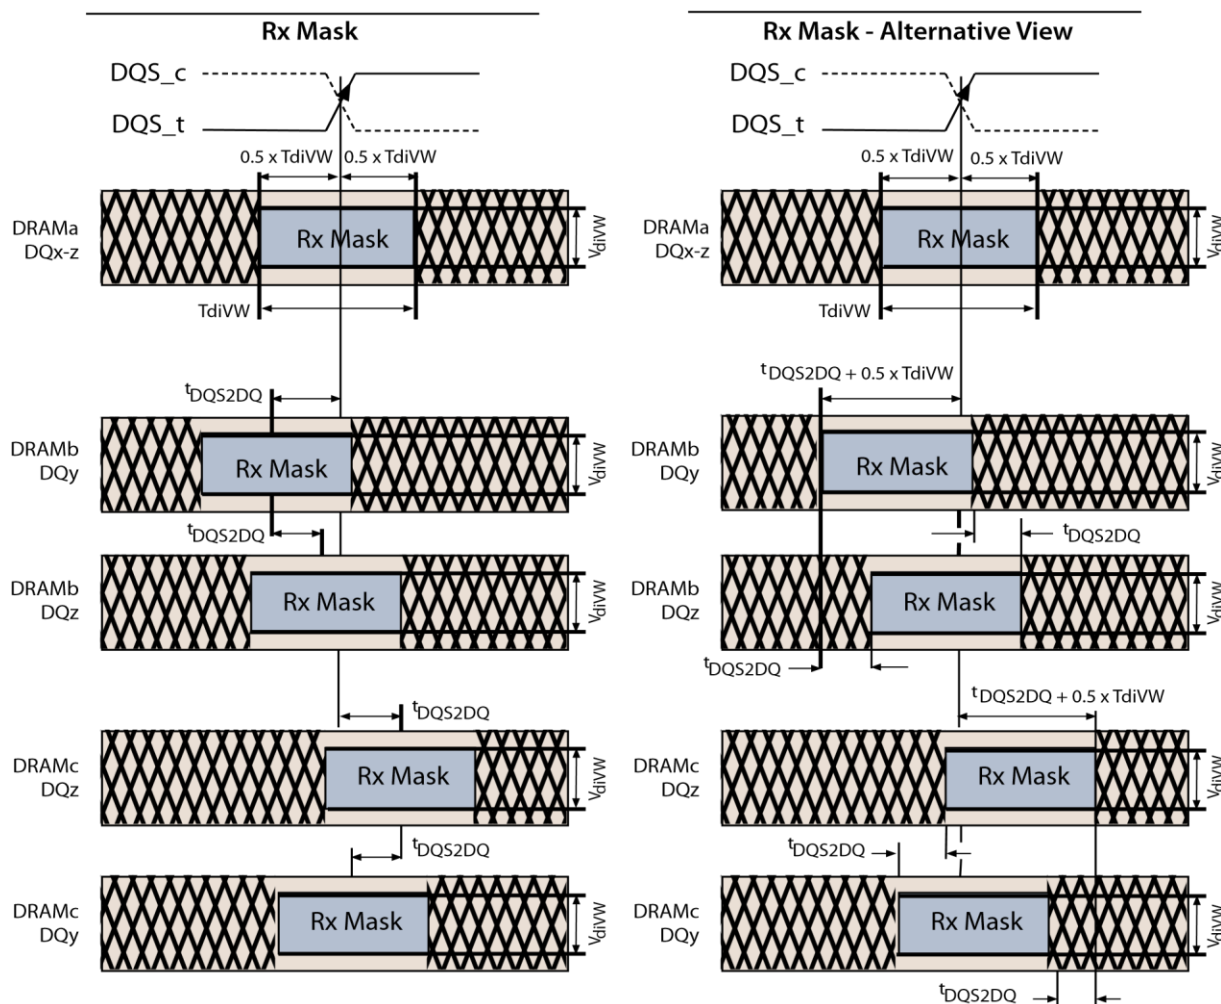 Rx Mask
DQS_c
DQS_t
0.5 x TdiVW 0.5 x TdiVW
DRAMa
DQx-z
Rx Mask
VdiVW
TdiVW
tDQS2DQ
DRAMb
DQy
Rx Mask
VdiVW
tDQS2DQ
DRAMb
DQz
Rx Mask
VdiVW
tDQS2DQ
DRAMc
DQz
Rx Mask
VdiVW
tDQS2DQ
DRAMc
DQy
Rx Mask
VdiVW
Rx Mask - Alternative View
DQS_c
DQS_t
0.5 x TdiVW 0.5 x TdiVW
DRAMa
DQx-z
Rx Mask
VdiVW
TdiVW
tDQS2DQ + 0.5 x TdiVW
DRAMb
DQy
Rx Mask
VdiVW
tDQS2DQ
DRAMb
DQz
Rx Mask
VdiVW
tDQS2DQ
tDQS2DQ + 0.5 x TdiVW
DRAMc
DQz
Rx Mask
VdiVW
tDQS2DQ
DRAMc
DQy
Rx Mask
VdiVW
tDQS2DQ